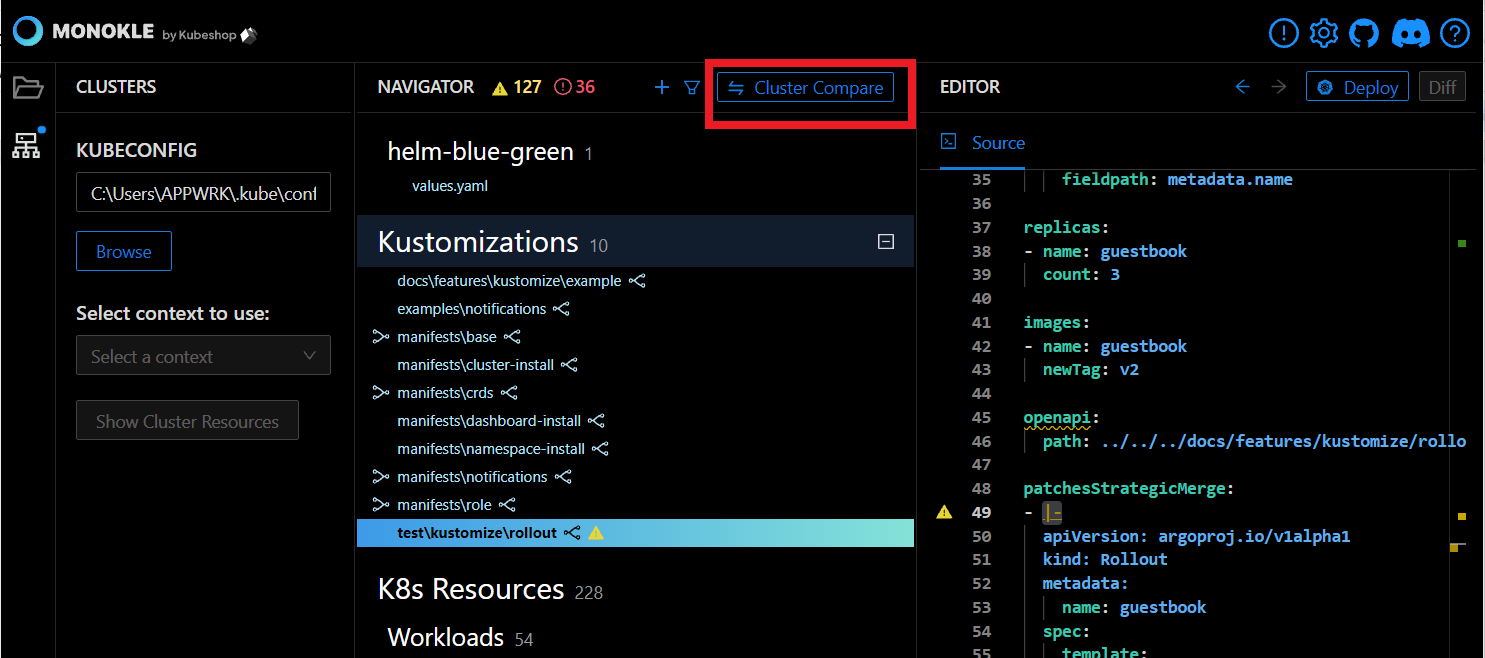 MONOKLE by Kubeshop
CLUSTERS
KUBECONFIG
C:\Users\APPWRK\.kube\conf
Browse
Select context to use:
Select a context
Show Cluster Resources
NAVIGATOR 127 36
Cluster Compare
helm-blue-green 1
values.yaml
Kustomizations 10
docs\features\kustomize\example
examples\notifications
manifests\base
manifests\cluster-install
manifests\crds
manifests\dashboard-install
manifests\namespace-install
manifests\notifications
manifests\role
test\kustomize\rollout
K8s Resources 228
Workloads 54
EDITOR
Deploy
Diff
Source
35 fieldpath: metadata.name
36
37 replicas:
38 - name: guestbook
39 count: 3
40
41 images:
42 - name: guestbook
43 newTag: v2
44
45 openapi:
46 path: ../../../docs/features/kustomize/rollo
47
48 patchesStrategicMerge:
49 - |-
50 apiVersion: argoproj.io/v1alpha1
51 kind: Rollout
52 metadata:
53 name: guestbook
54 spec:
55 template: